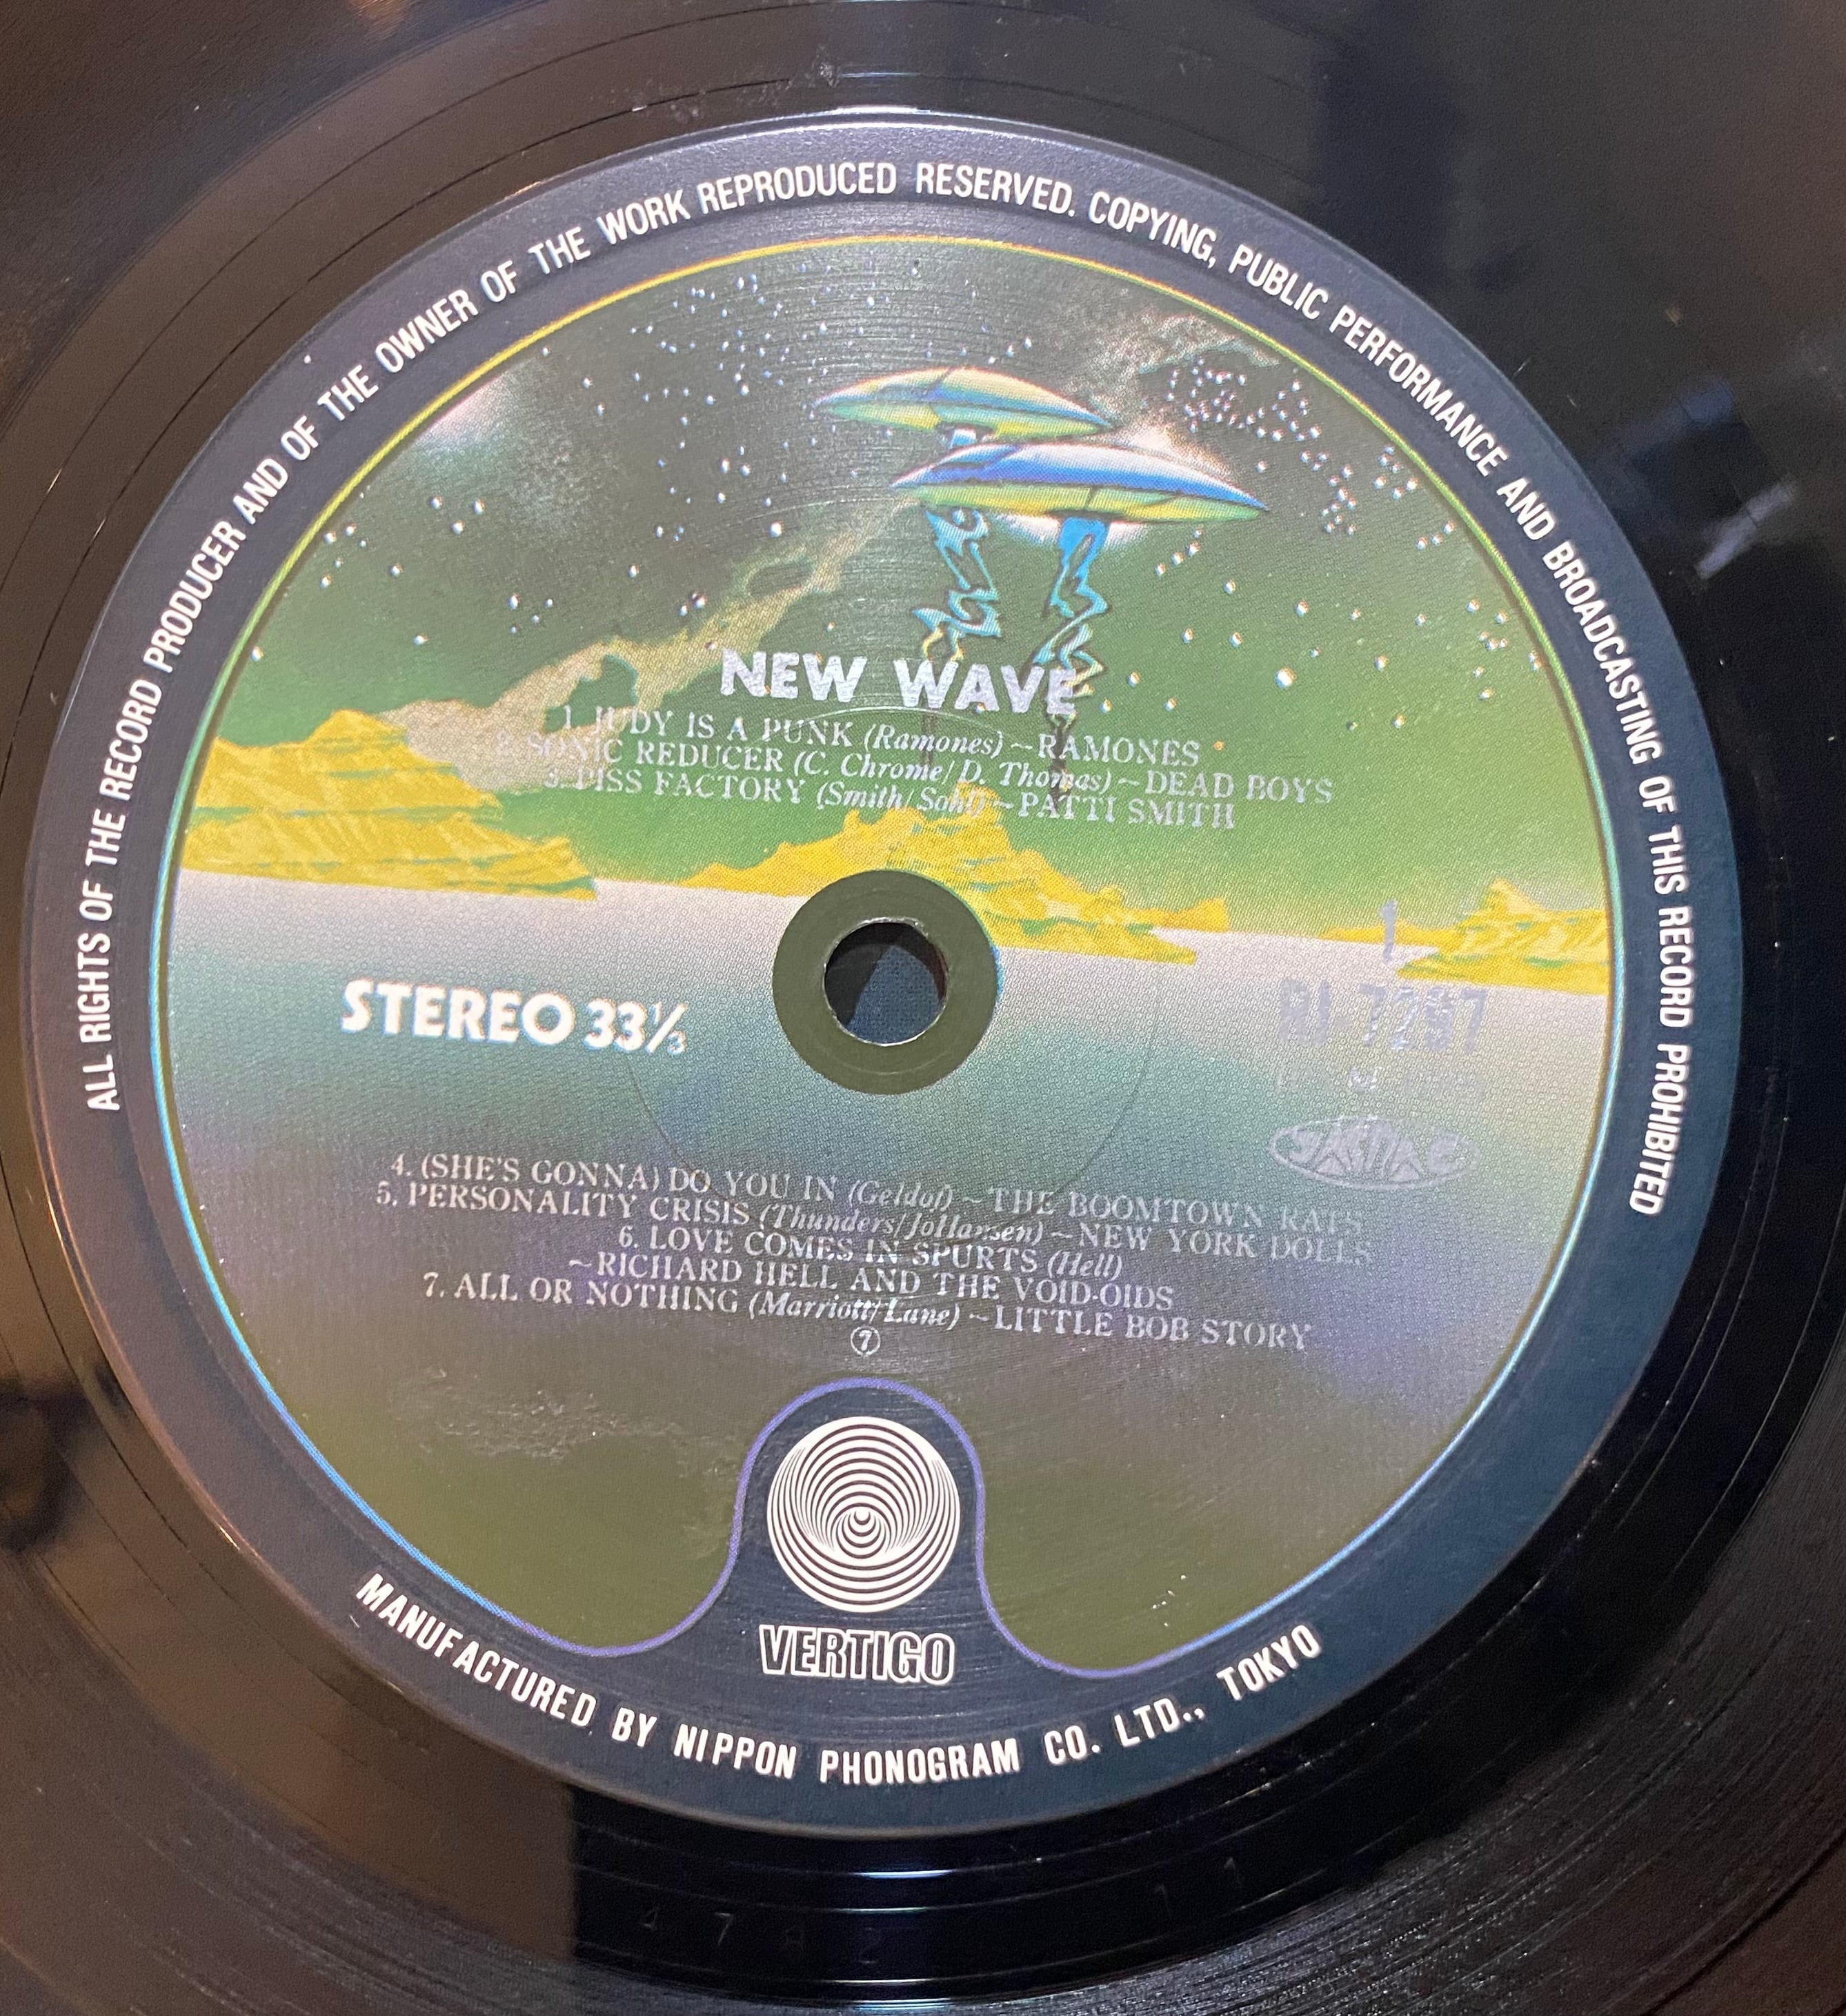 ALL RIGHTS OF THE RECORD PRODUCER AND OF THE OWNER OF THE WORK REPRODUCED RESERVED. COPYING, PUBLIC PERFORMANCE AND BROADCASTING OF THIS RECORD PROHIBITED
NEW WAVE
1. JUDY IS A PUNK (Ramones)~RAMONES
2. SONIC REDUCER (C. Chrome/D. Thomas)~DEAD BOYS
3. PISS FACTORY (Smith/Sohl)~PATTI SMITH
STEREO 33⅓
1
RJ-7297
JASRAC
4. (SHE'S GONNA) DO YOU IN (Geldof)~THE BOOMTOWN RATS
5. PERSONALITY CRISIS (Thunders/JoHansen)~NEW YORK DOLLS
6. LOVE COMES IN SPURTS (Hell)
~RICHARD HELL AND THE VOID-OIDS
7. ALL OR NOTHING (Marriott/Lane)~LITTLE BOB STORY
⑦
VERTIGO
MANUFACTURED BY NIPPON PHONOGRAM CO. LTD., TOKYO